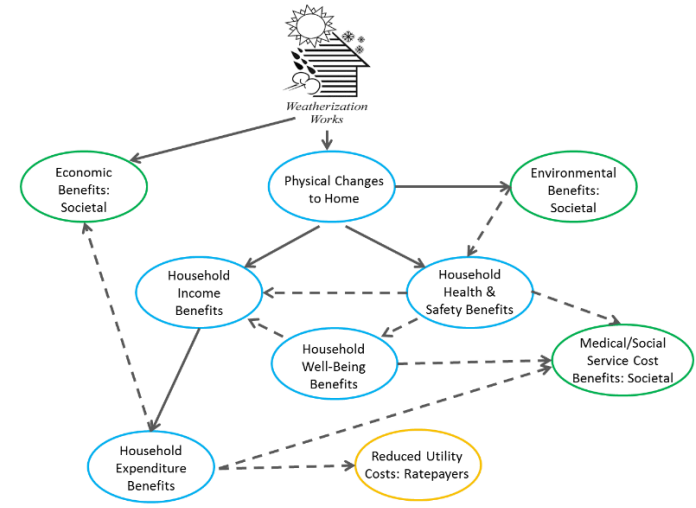 Weatherization
Works
Economic
Benefits:
Societal
Physical Changes
to Home
Environmental
Benefits:
Societal
Household
Income
Benefits
Household
Health &
Safety Benefits
Household
Well-Being
Benefits
Medical/Social
Service Cost
Benefits: Societal
Household
Expenditure
Benefits
Reduced Utility
Costs: Ratepayers